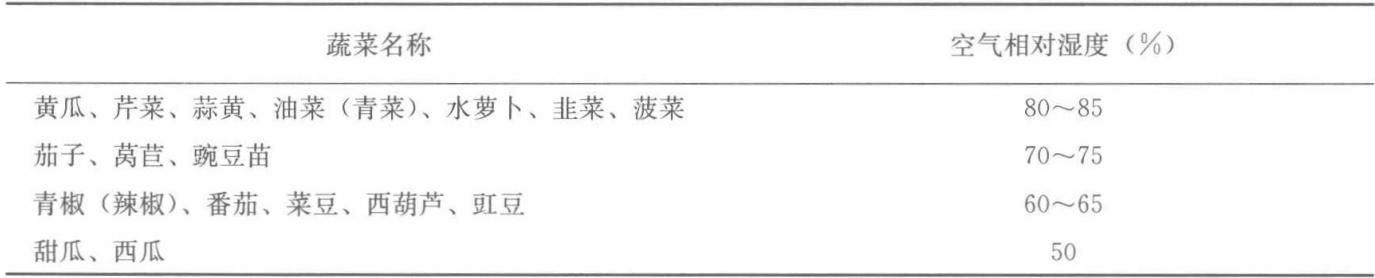 蔬菜名称 空气相对湿度（%）
黄瓜、芹菜、蒜黄、油菜（青菜）、水萝卜、韭菜、菠菜 80～85
茄子、莴苣、豌豆苗 70～75
青椒（辣椒）、番茄、菜豆、西葫芦、豇豆 60～65
甜瓜、西瓜 50